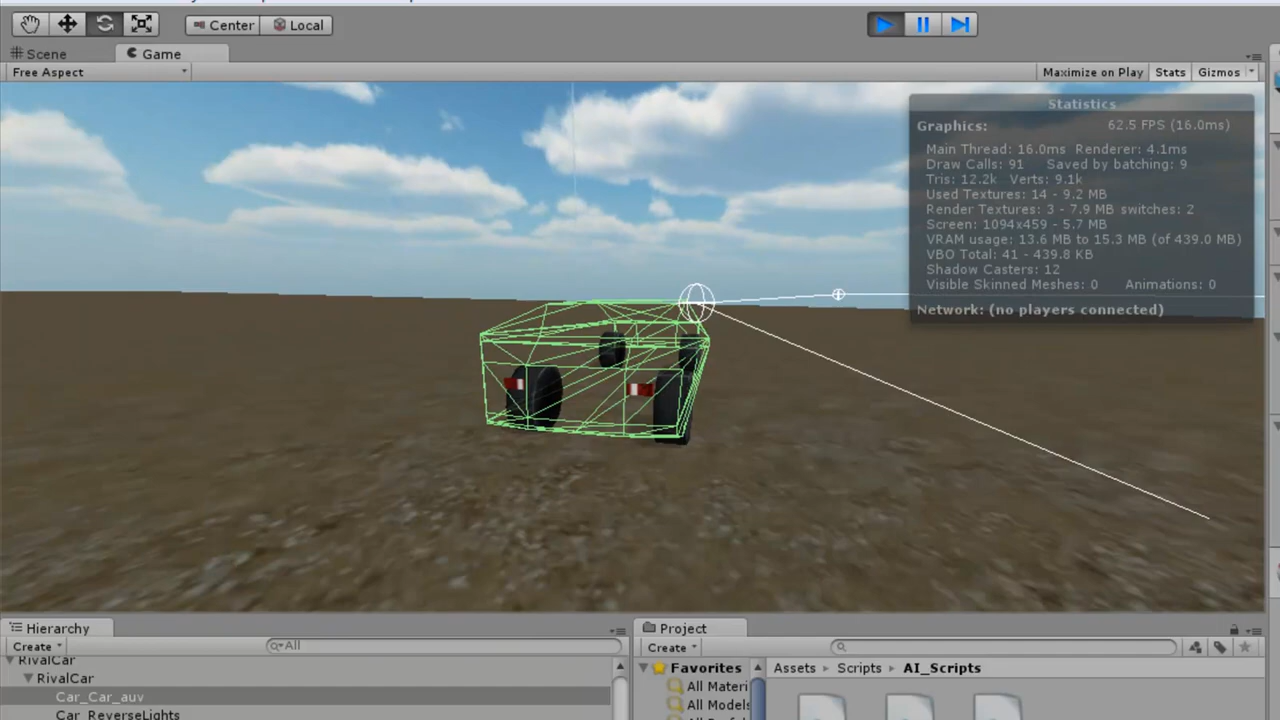 Center Local
Scene Game
Free Aspect Maximize on Play Stats Gizmos
Statistics
Graphics: 62.5 FPS (16.0ms)
Main Thread: 16.0ms Renderer: 4.1ms
Draw Calls: 91 Saved by batching: 9
Tris: 12.2k Verts: 9.1k
Used Textures: 14 - 9.2 MB
Render Textures: 3 - 7.9 MB switches: 2
Screen: 1094x459 - 5.7 MB
VRAM usage: 13.6 MB to 15.3 MB (of 439.0 MB)
VBO Total: 41 - 439.8 KB
Shadow Casters: 12
Visible Skinned Meshes: 0 Animations: 0
Network: (no players connected)
Hierarchy
Create All
RivalCar
RivalCar
Car_Car_auv
Car_ReverseLights
Project
Create
Favorites
All Materi
All Models
Assets Scripts AI_Scripts